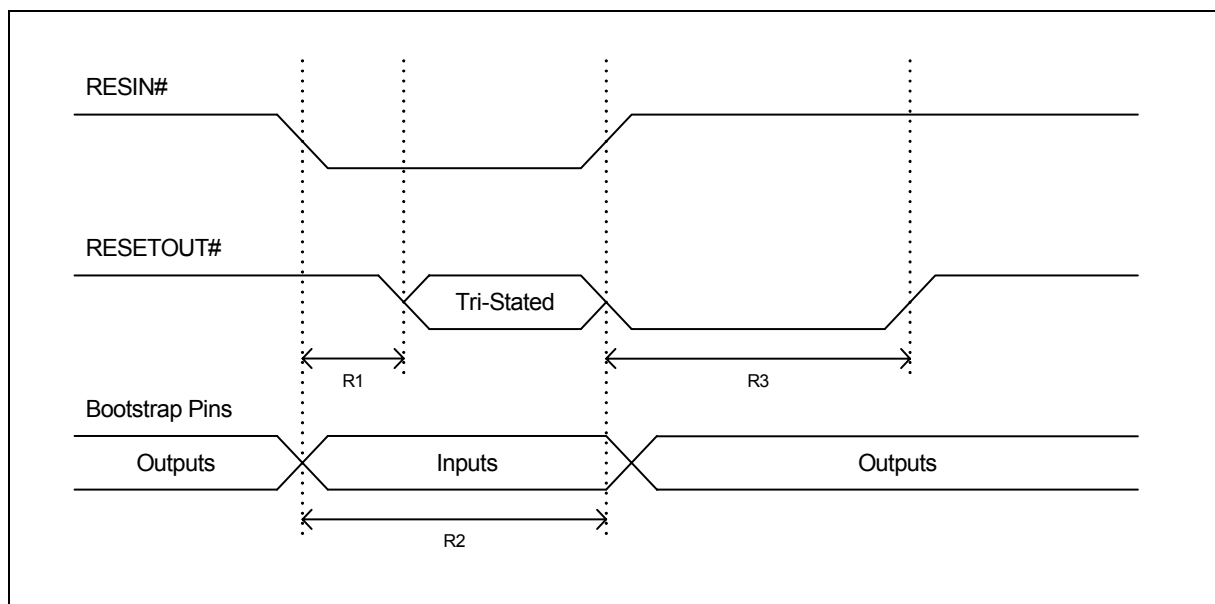 RESIN#
RESETOUT#
Tri-Stated
R1
R3
Bootstrap Pins
Outputs
Inputs
Outputs
R2